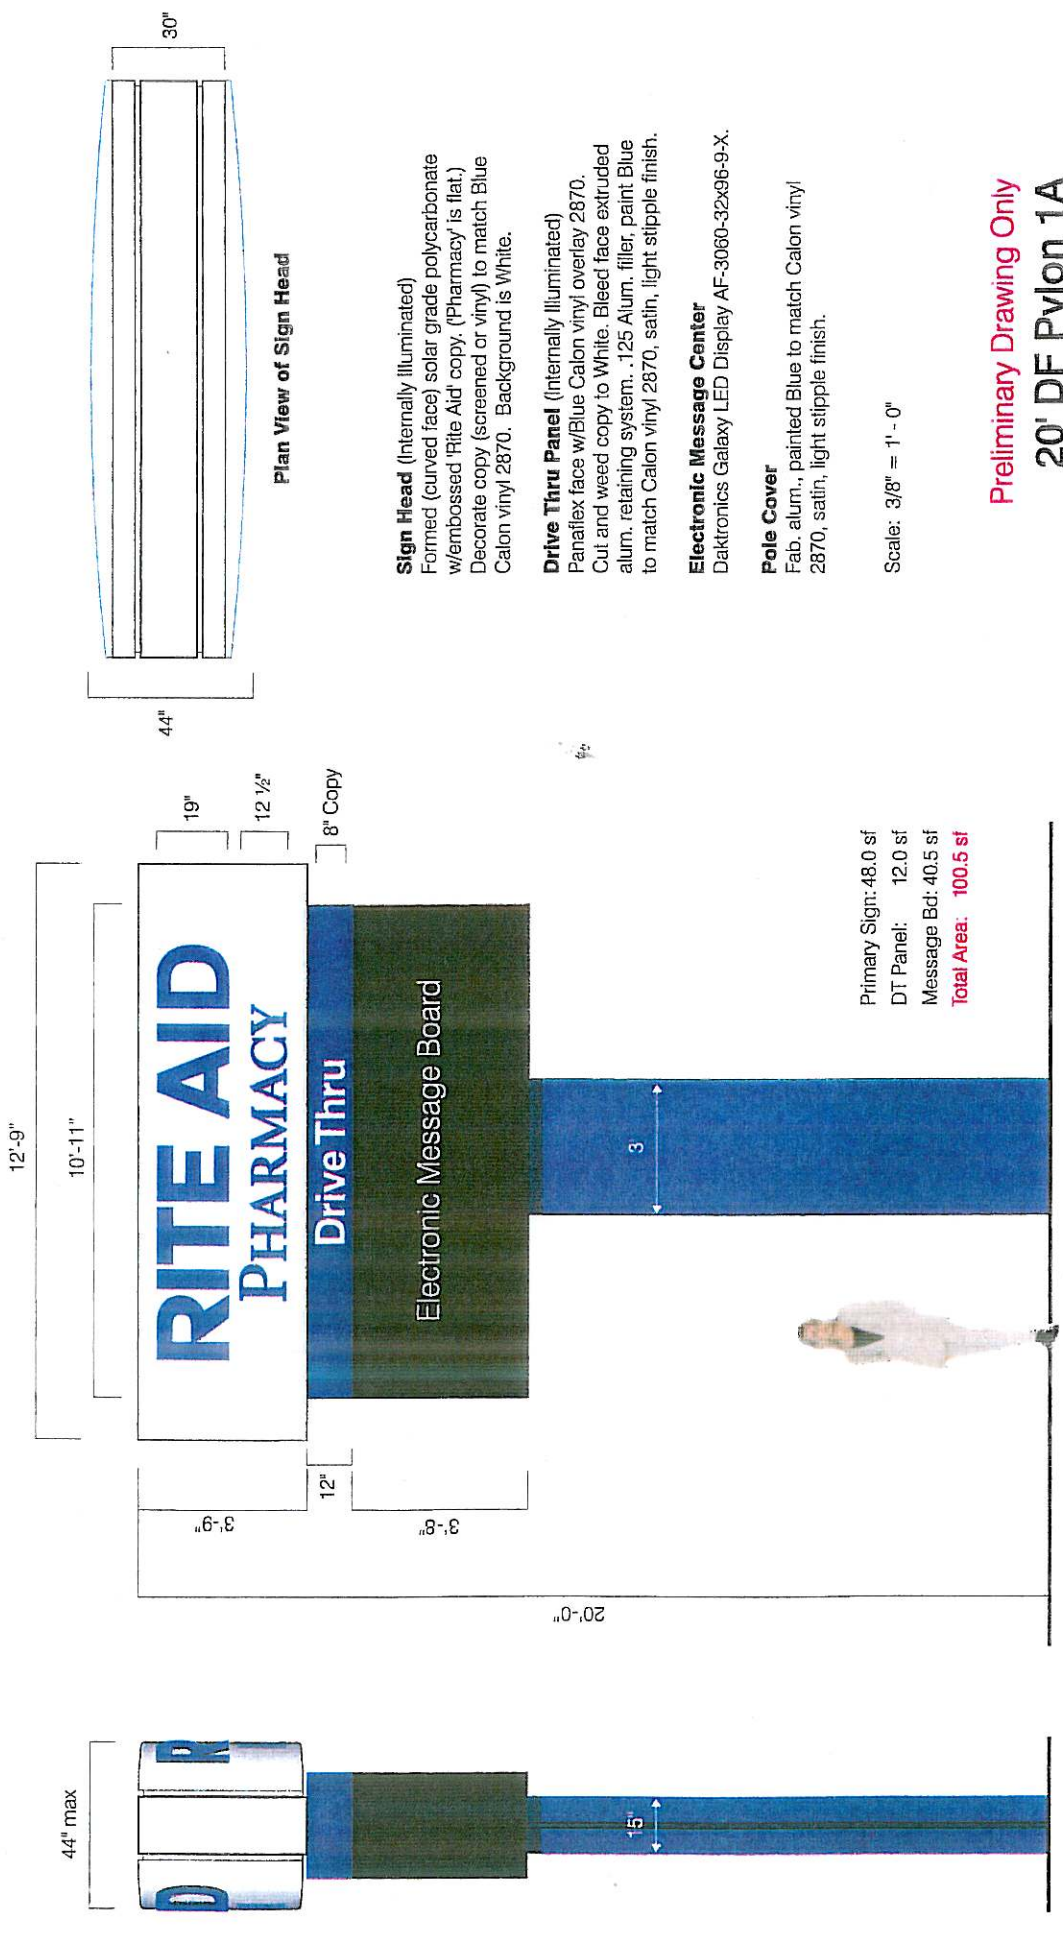 44" max
D
R
15"
12'-9"
10'-11"
20'-0"
3'-9"
12"
3'-8"
RITE AID
PHARMACY
Drive Thru
Electronic Message Board
3'
19"
12 ½"
8" Copy
Primary Sign: 48.0 sf
DT Panel: 12.0 sf
Message Bd: 40.5 sf
Total Area: 100.5 sf
44"
30"
Plan View of Sign Head
Sign Head (Internally Illuminated)
Formed (curved face) solar grade polycarbonate
w/embossed 'Rite Aid' copy. ('Pharmacy' is flat.)
Decorate copy (screened or vinyl) to match Blue
Calon vinyl 2870. Background is White.
Drive Thru Panel (Internally Illuminated)
Panaflex face w/Blue Calon vinyl overlay 2870.
Cut and weed copy to White. Bleed face extruded
alum. retaining system. .125 Alum. filler, paint Blue
to match Calon vinyl 2870, satin, light stipple finish.
Electronic Message Center
Daktronics Galaxy LED Display AF-3060-32x96-9-X.
Pole Cover
Fab. alum., painted Blue to match Calon vinyl
2870, satin, light stipple finish.
Scale: 3/8" = 1' - 0"
Preliminary Drawing Only
20' DF Pylon 1A